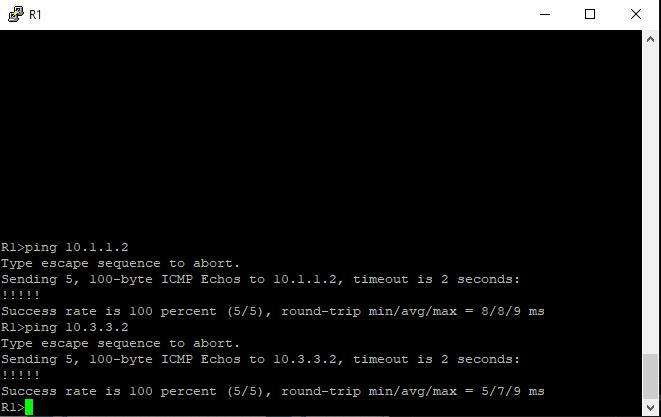 R1
R1>ping 10.1.1.2
Type escape sequence to abort.
Sending 5, 100-byte ICMP Echos to 10.1.1.2, timeout is 2 seconds:
!!!!!
Success rate is 100 percent (5/5), round-trip min/avg/max = 8/8/9 ms
R1>ping 10.3.3.2
Type escape sequence to abort.
Sending 5, 100-byte ICMP Echos to 10.3.3.2, timeout is 2 seconds:
!!!!!
Success rate is 100 percent (5/5), round-trip min/avg/max = 5/7/9 ms
R1>